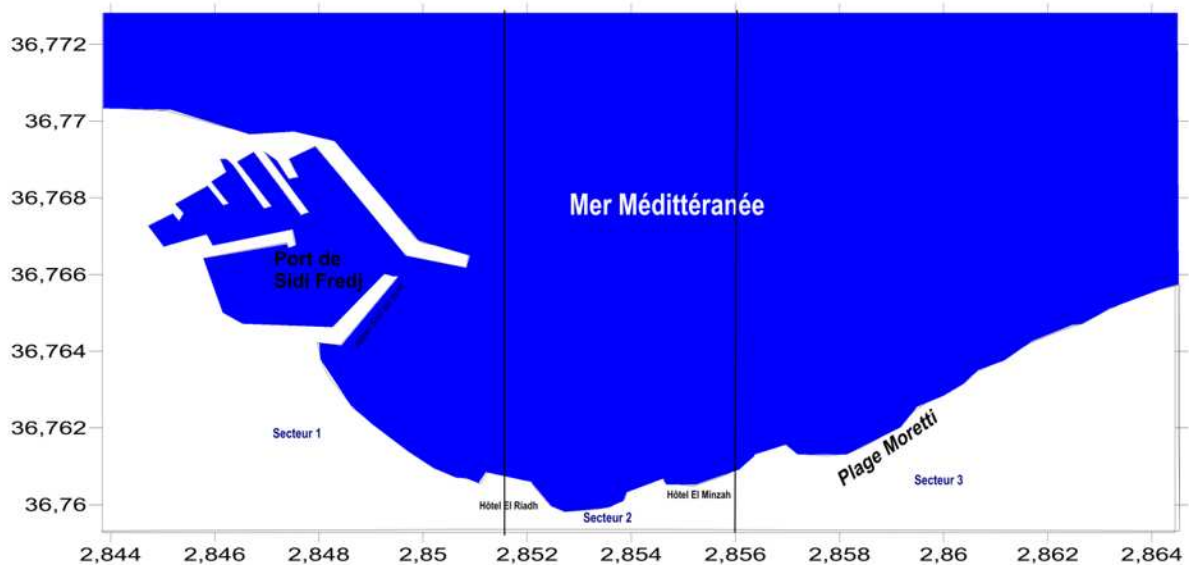 36,772
36,77
36,768
36,766
36,764
36,762
36,76
Mer Médittéranée
Port de
Sidi Fredj
Secteur 1
Plage Moretti
Secteur 3
Hôtel El Riadh
Hôtel El Minzah
Secteur 2
2,844
2,846
2,848
2,85
2,852
2,854
2,856
2,858
2,86
2,862
2,864